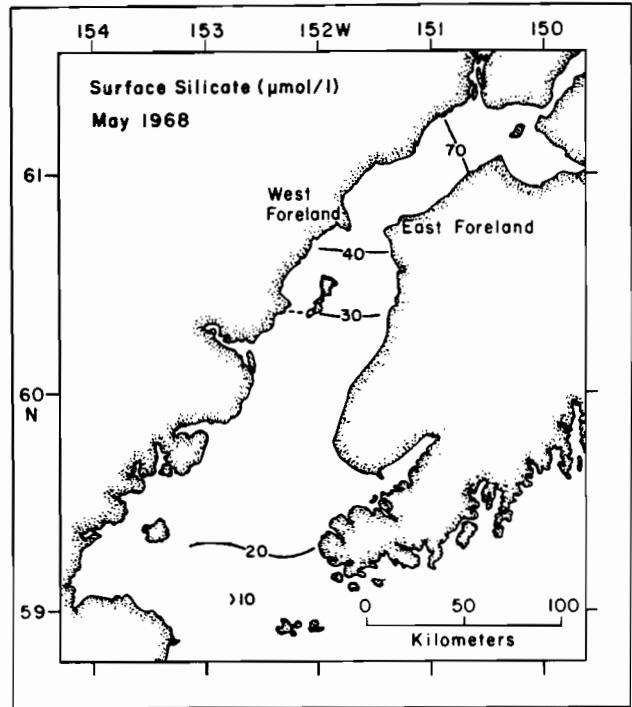 154 153 152W 151 150
Surface Silicate (µmol/l)
May 1968
70
61
West
Foreland
East Foreland
40
30
60
N
20
59
>10
0 50 100
Kilometers